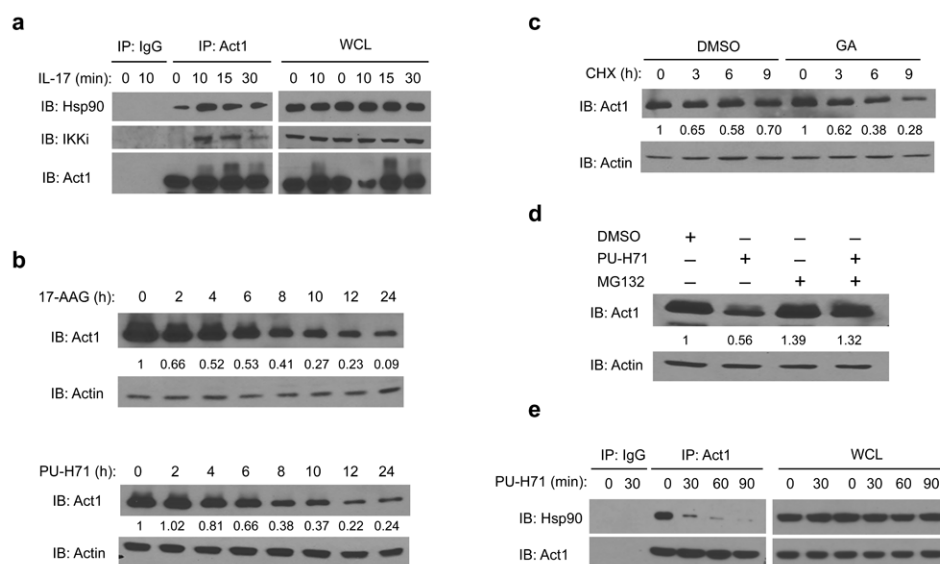 a
IP: IgG IP: Act1 WCL
IL-17 (min): 0 10 0 10 15 30 0 10 0 10 15 30
IB: Hsp90
IB: IKKi
IB: Act1
b
17-AAG (h): 0 2 4 6 8 10 12 24
IB: Act1
1 0.66 0.52 0.53 0.41 0.27 0.23 0.09
IB: Actin
PU-H71 (h): 0 2 4 6 8 10 12 24
IB: Act1
1 1.02 0.81 0.66 0.38 0.37 0.22 0.24
IB: Actin
c
DMSO GA
CHX (h): 0 3 6 9 0 3 6 9
IB: Act1
1 0.65 0.58 0.70 1 0.62 0.38 0.28
IB: Actin
d
DMSO + – – –
PU-H71 – + – +
MG132 – – + +
IB: Act1
1 0.56 1.39 1.32
IB: Actin
e
IP: IgG IP: Act1 WCL
PU-H71 (min): 0 30 0 30 60 90 0 30 0 30 60 90
IB: Hsp90
IB: Act1